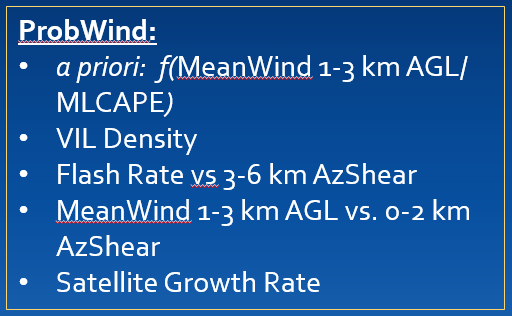 ProbWind:
• a priori: f(MeanWind 1-3 km AGL/
MLCAPE)
• VIL Density
• Flash Rate vs 3-6 km AzShear
• MeanWind 1-3 km AGL vs. 0-2 km
AzShear
• Satellite Growth Rate